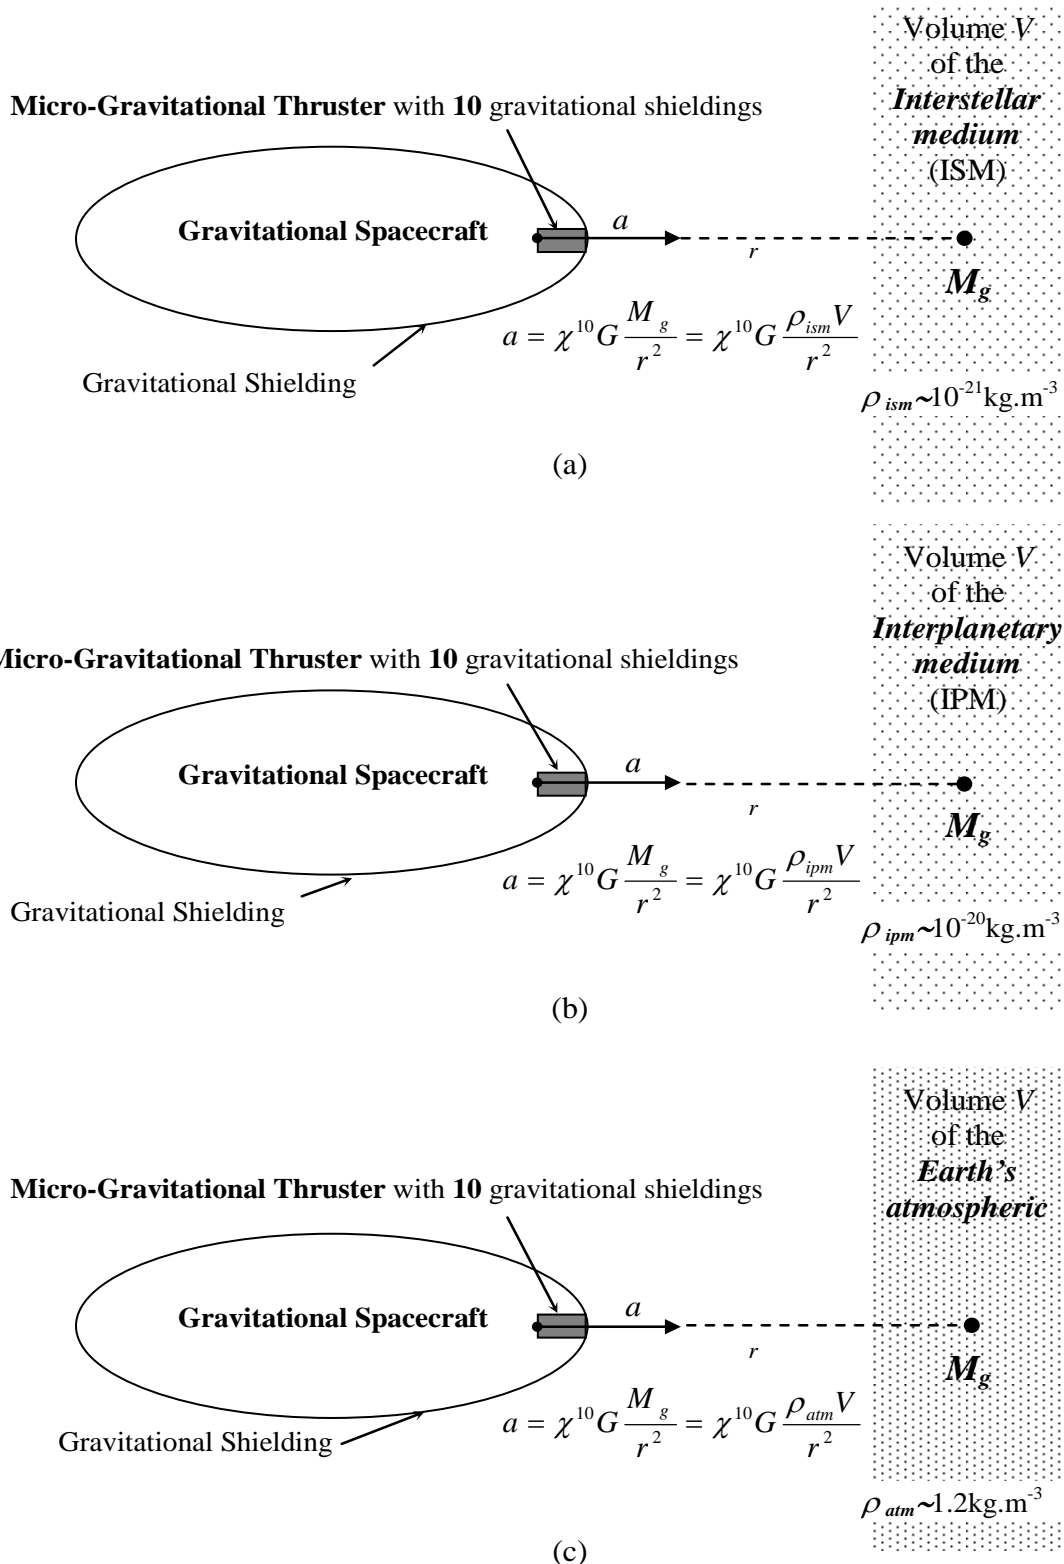 Volume V
of the
Interstellar
medium
(ISM)
Micro-Gravitational Thruster with 10 gravitational shieldings
Gravitational Spacecraft
a
r
M_g
a = χ^10 G M_g / r^2 = χ^10 G ρ_ism V / r^2
Gravitational Shielding
ρ_ism ~10^-21 kg.m^-3
(a)
Volume V
of the
Interplanetary
medium
(IPM)
Micro-Gravitational Thruster with 10 gravitational shieldings
Gravitational Spacecraft
a
r
M_g
a = χ^10 G M_g / r^2 = χ^10 G ρ_ipm V / r^2
Gravitational Shielding
ρ_ipm ~10^-20 kg.m^-3
(b)
Volume V
of the
Earth's
atmospheric
Micro-Gravitational Thruster with 10 gravitational shieldings
Gravitational Spacecraft
a
r
M_g
a = χ^10 G M_g / r^2 = χ^10 G ρ_atm V / r^2
Gravitational Shielding
ρ_atm ~1.2kg.m^-3
(c)